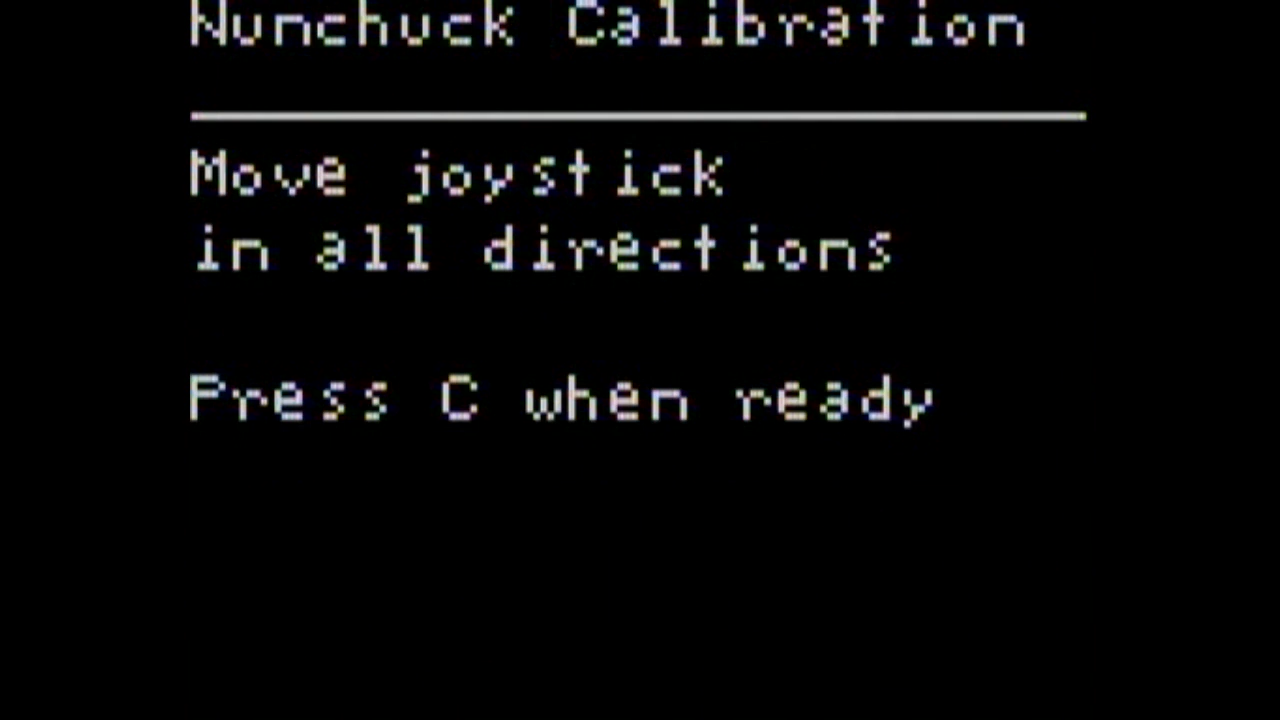 Nunchuck Calibration
Move joystick
in all directions
Press C when ready